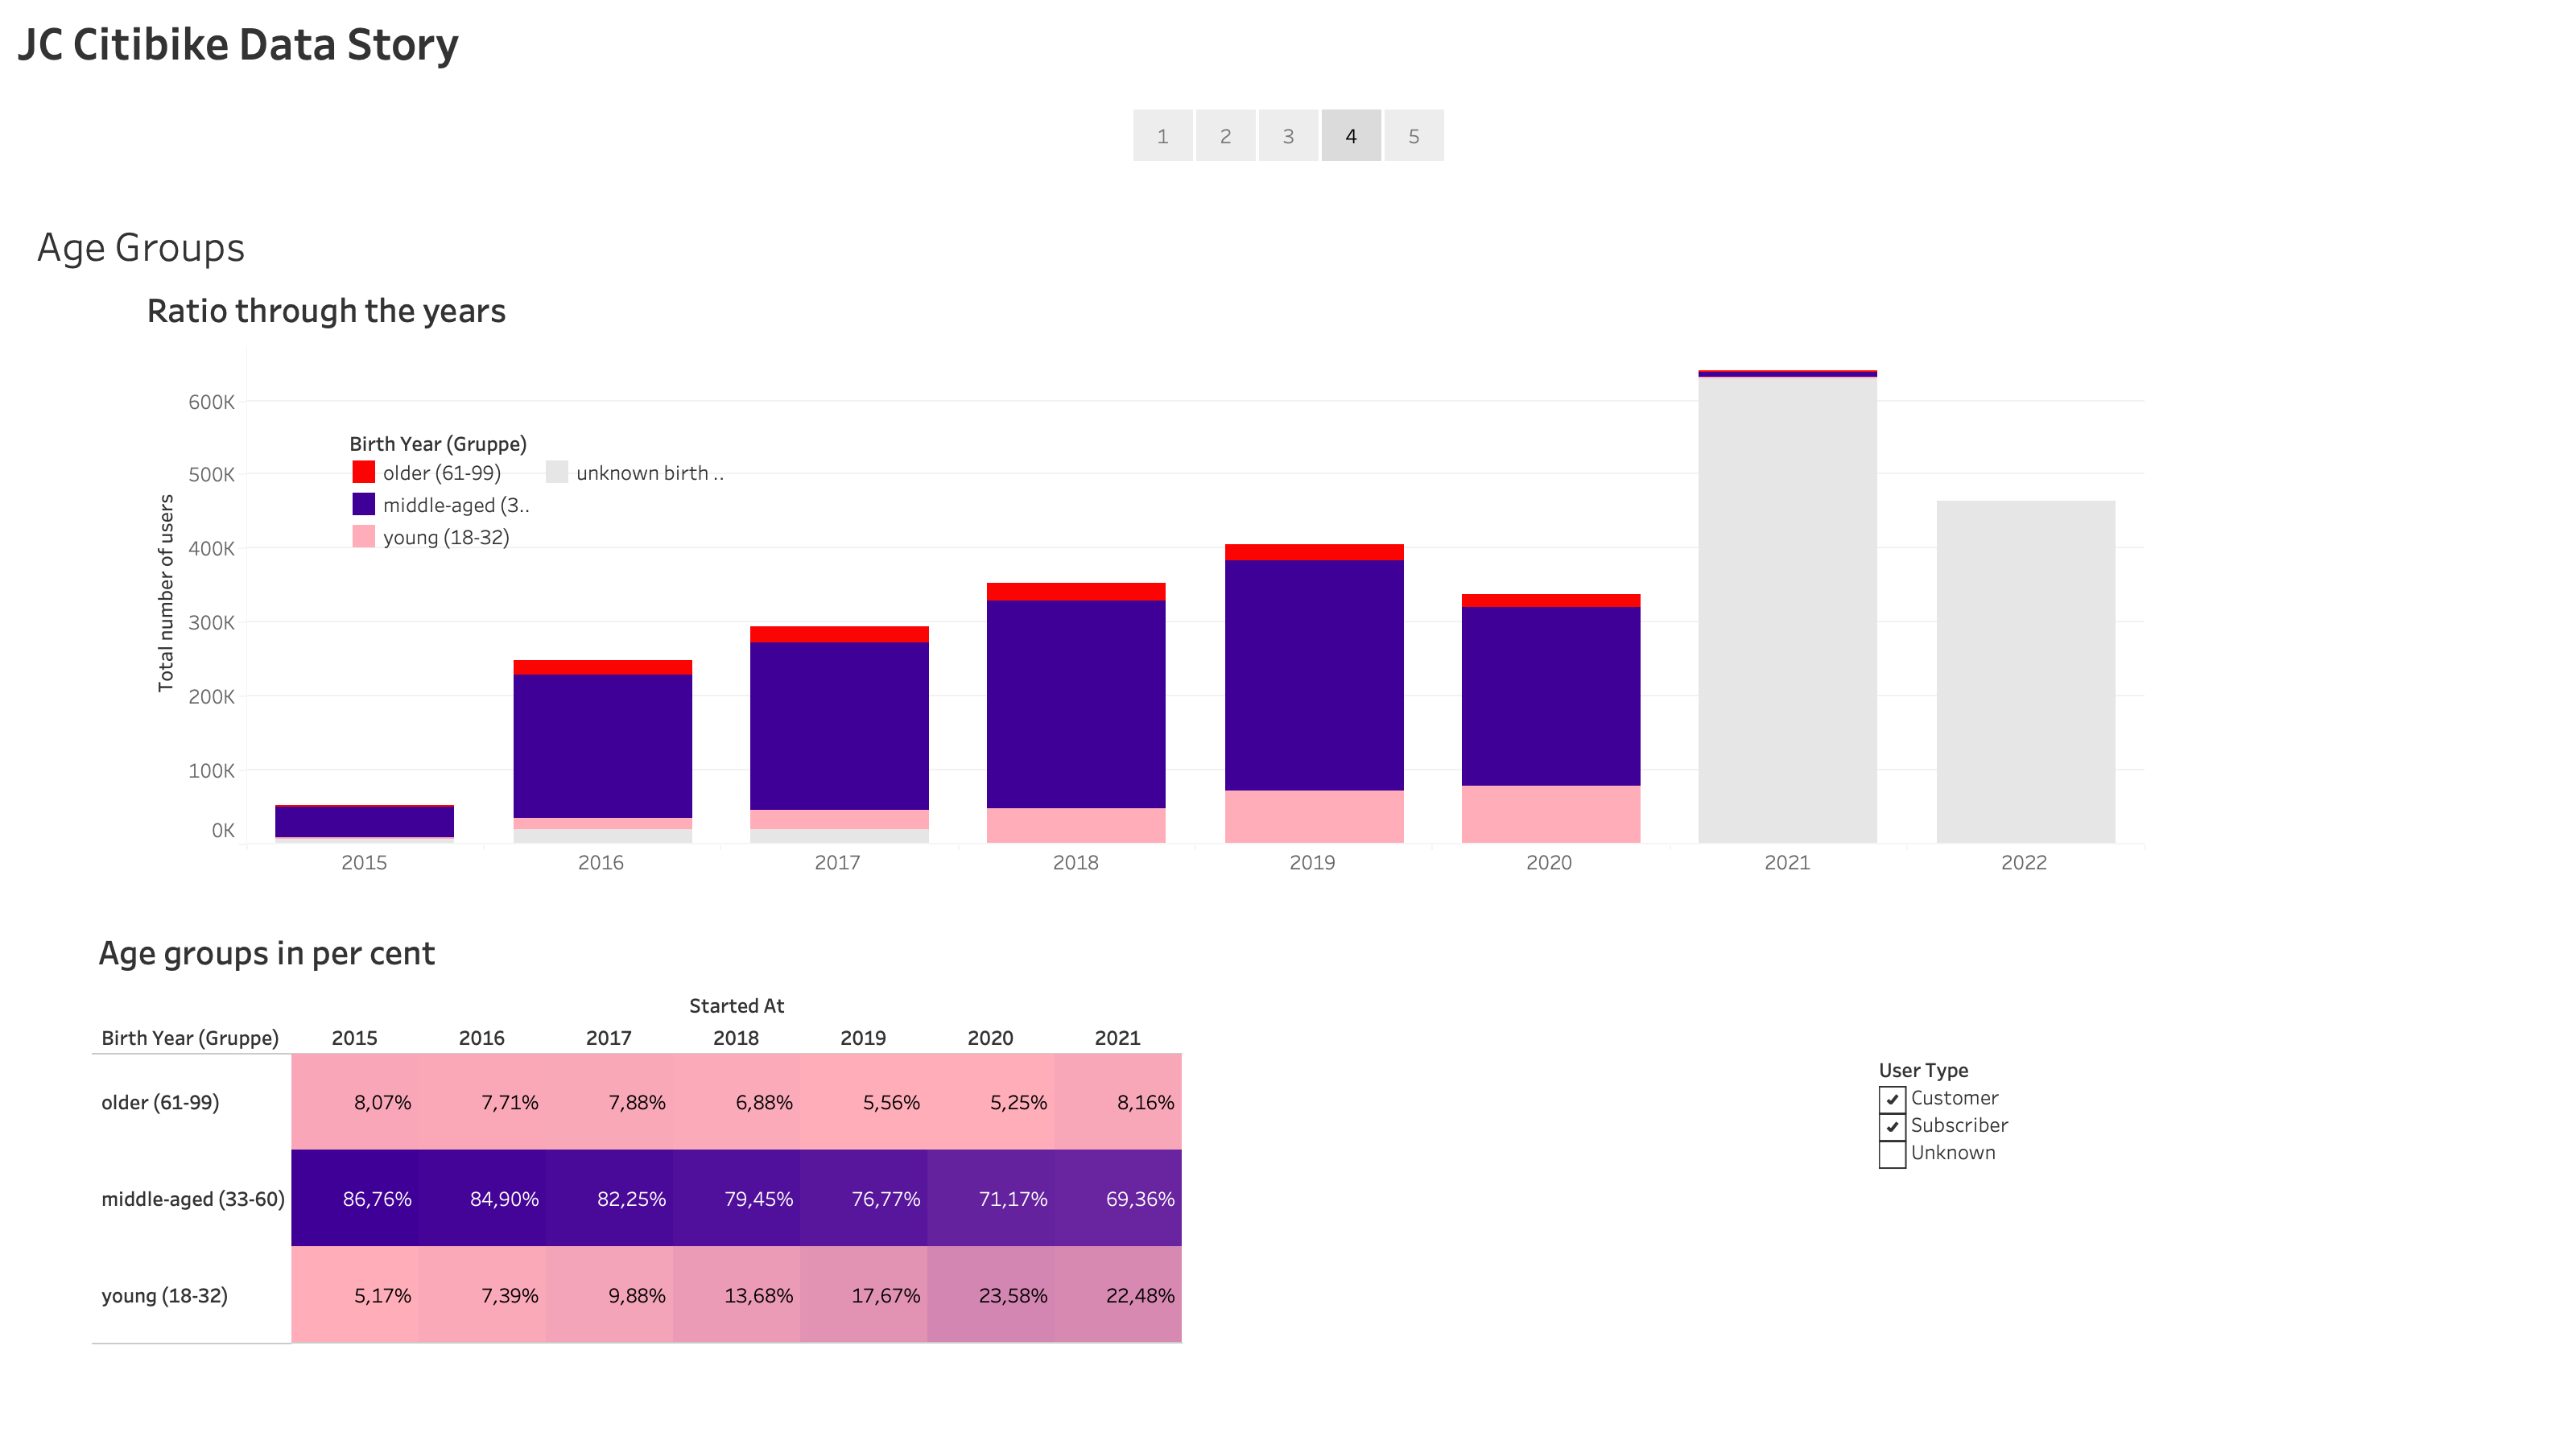 JC Citibike Data Story
1 2 3 4 5
Age Groups
Ratio through the years
Total number of users
600K
500K
400K
300K
200K
100K
0K
Birth Year (Gruppe)
older (61-99) unknown birth ..
middle-aged (3..
young (18-32)
2015 2016 2017 2018 2019 2020 2021 2022
Age groups in per cent
Started At
Birth Year (Gruppe) 2015 2016 2017 2018 2019 2020 2021
older (61-99) 8,07% 7,71% 7,88% 6,88% 5,56% 5,25% 8,16%
middle-aged (33-60) 86,76% 84,90% 82,25% 79,45% 76,77% 71,17% 69,36%
young (18-32) 5,17% 7,39% 9,88% 13,68% 17,67% 23,58% 22,48%
User Type
Customer
Subscriber
Unknown